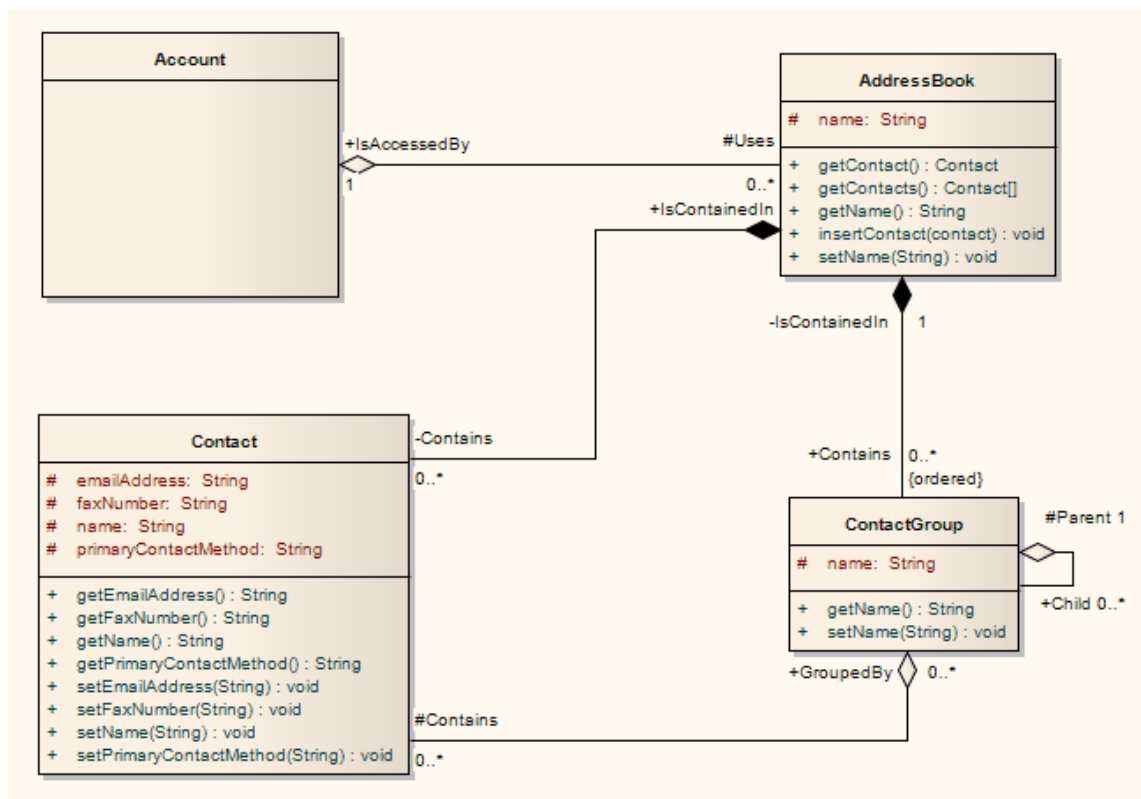 Account
AddressBook
# name: String
+ getContact() : Contact
+ getContacts() : Contact[]
+ getName() : String
+ insertContact(contact) : void
+ setName(String) : void
+IsAccessedBy
1
#Uses
0..*
+IsContainedIn
-IsContainedIn 1
Contact
# emailAddress: String
# faxNumber: String
# name: String
# primaryContactMethod: String
+ getEmailAddress() : String
+ getFaxNumber() : String
+ getName() : String
+ getPrimaryContactMethod() : String
+ setEmailAddress(String) : void
+ setFaxNumber(String) : void
+ setName(String) : void
+ setPrimaryContactMethod(String) : void
-Contains
0..*
+Contains 0..*
{ordered}
ContactGroup
# name: String
+ getName() : String
+ setName(String) : void
#Parent 1
+Child 0..*
+GroupedBy 0..*
#Contains
0..*